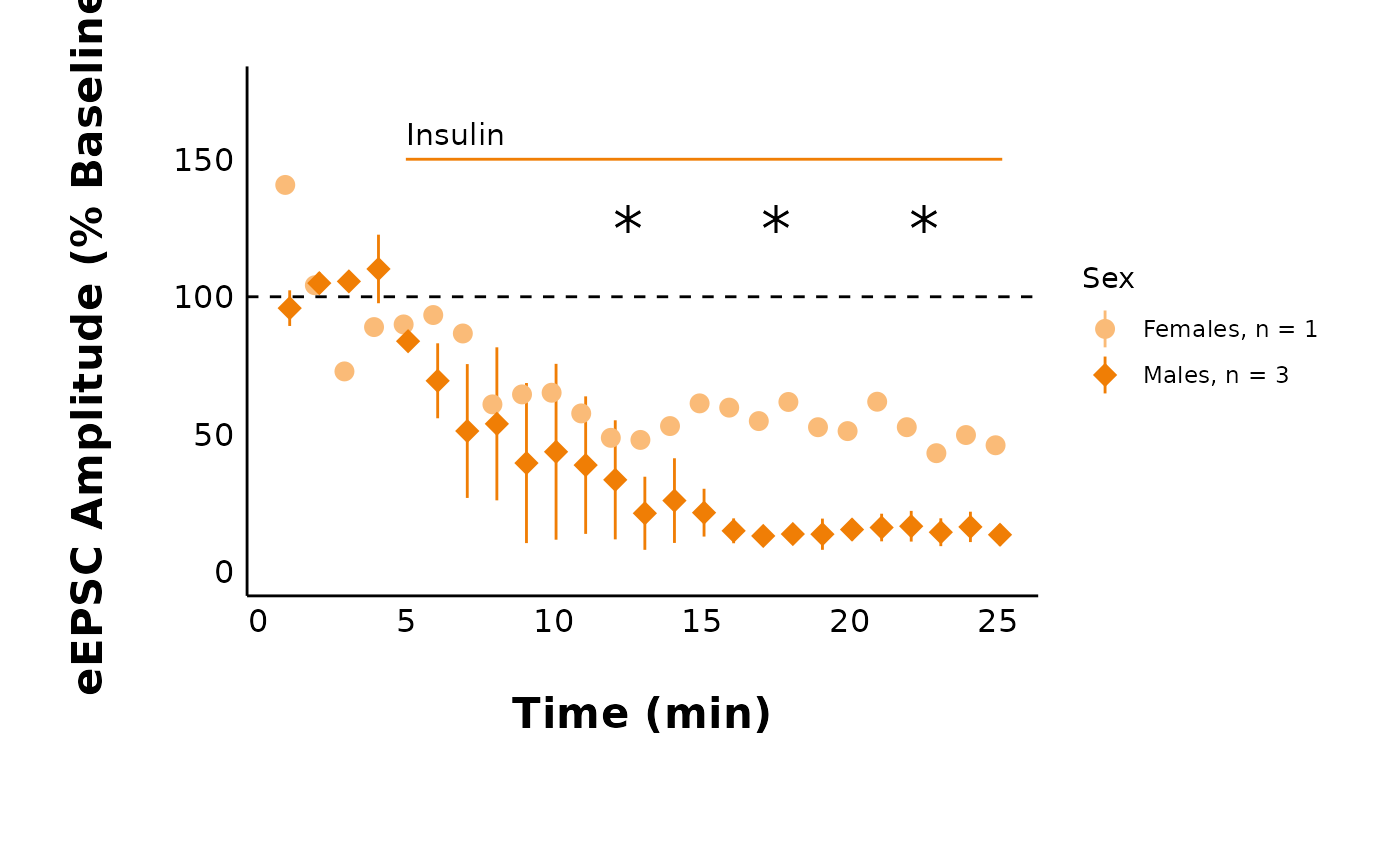 eEPSC Amplitude (% Baseline
Insulin
150
100
50
0
* * *
0 5 10 15 20 25
Time (min)
Sex
Females, n = 1
Males, n = 3